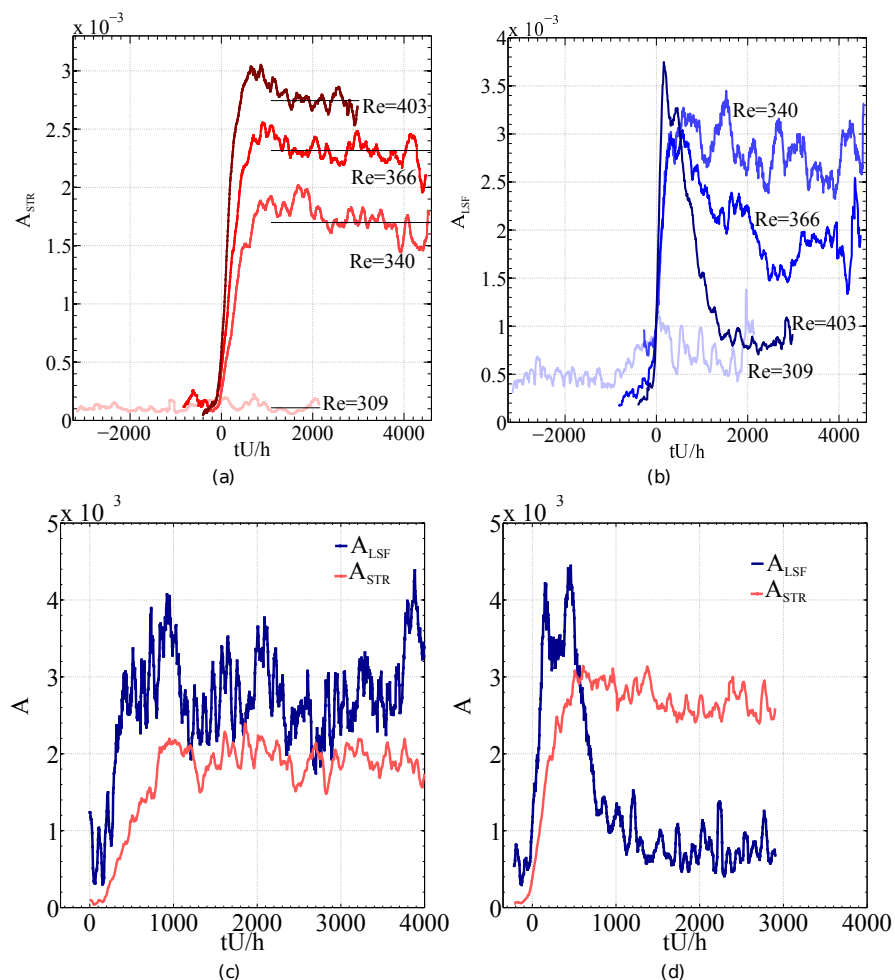 x 10⁻³
3
2.5
2
1.5
1
0.5
0
A_STR
Re=403
Re=366
Re=340
Re=309
−2000 0 2000 4000
tU/h
(a)
x 10⁻³
4
3.5
3
2.5
2
1.5
1
0.5
0
A_LSF
Re=340
Re=366
Re=403
Re=309
−2000 0 2000 4000
tU/h
(b)
x 10 3
5
4
3
2
1
0
A
A_LSF
A_STR
0 1000 2000 3000 4000
tU/h
(c)
x 10 3
5
4
3
2
1
0
A
A_LSF
A_STR
0 1000 2000 3000 4000
tU/h
(d)